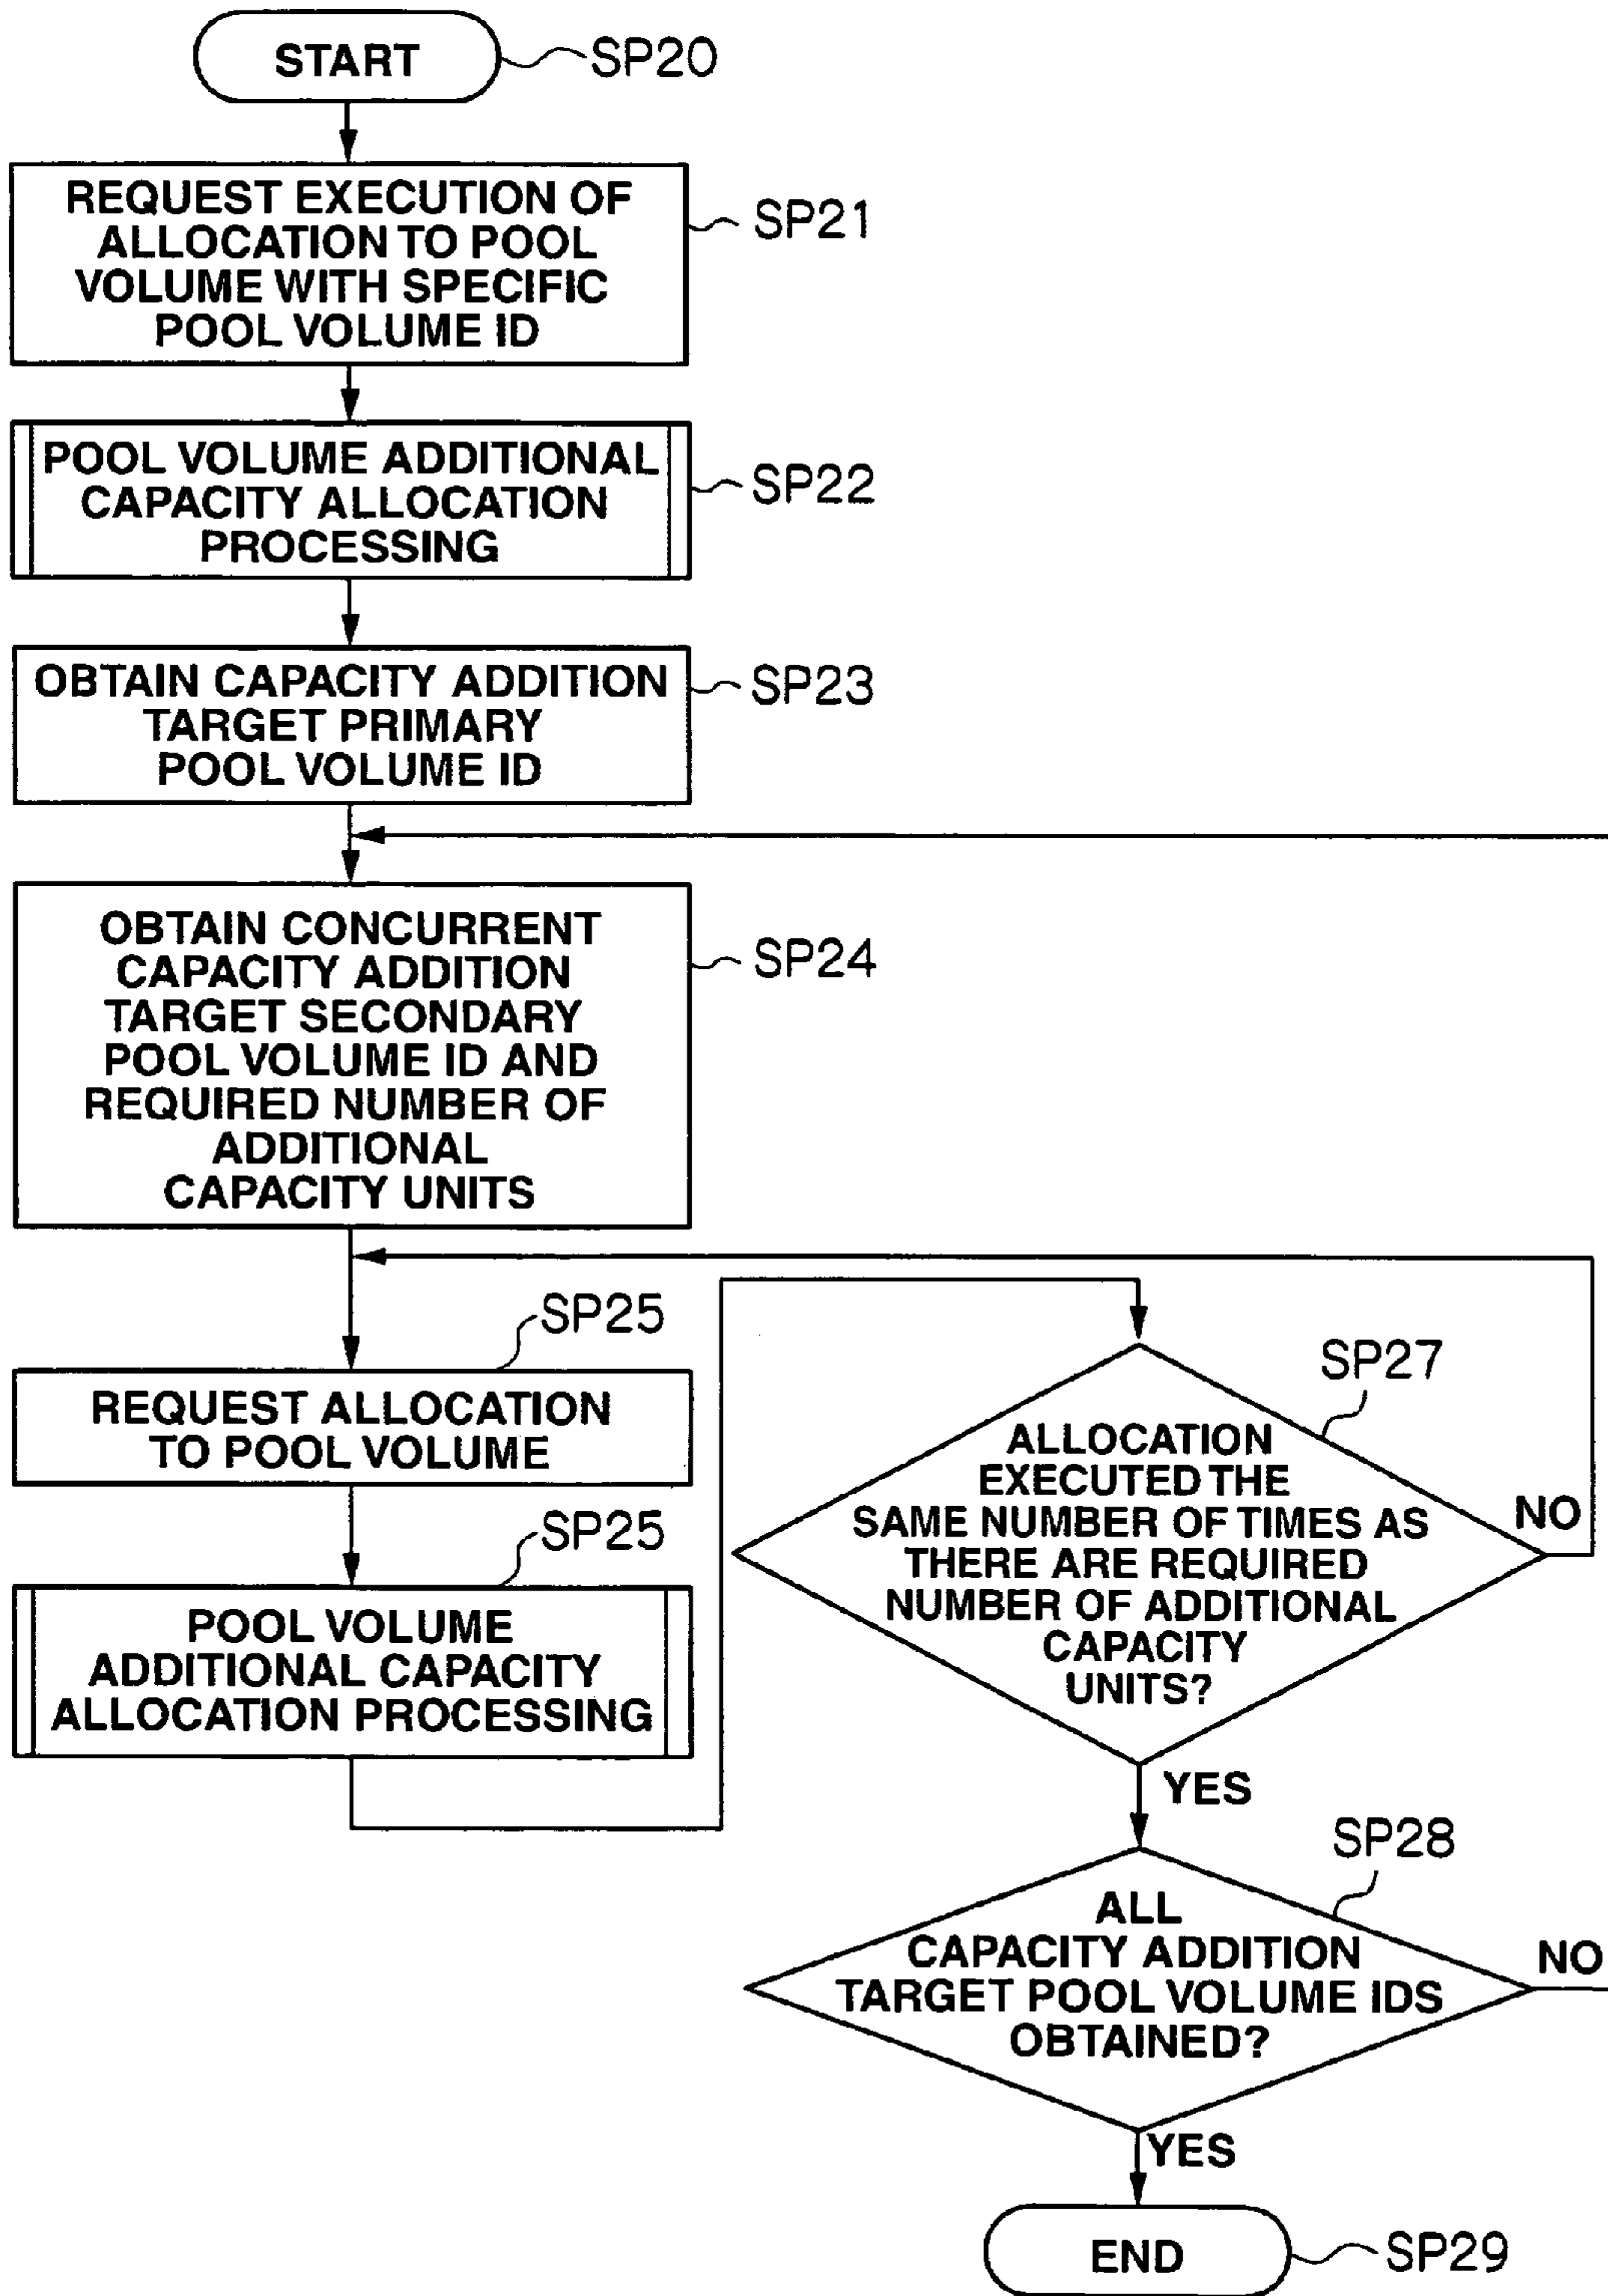 START
SP20
REQUEST EXECUTION OF
ALLOCATION TO POOL
VOLUME WITH SPECIFIC
POOL VOLUME ID
SP21
POOL VOLUME ADDITIONAL
CAPACITY ALLOCATION
PROCESSING
SP22
OBTAIN CAPACITY ADDITION
TARGET PRIMARY
POOL VOLUME ID
SP23
OBTAIN CONCURRENT
CAPACITY ADDITION
TARGET SECONDARY
POOL VOLUME ID AND
REQUIRED NUMBER OF
ADDITIONAL
CAPACITY UNITS
SP24
SP25
REQUEST ALLOCATION
TO POOL VOLUME
SP25
POOL VOLUME
ADDITIONAL CAPACITY
ALLOCATION PROCESSING
SP27
ALLOCATION
EXECUTED THE
SAME NUMBER OF TIMES AS
THERE ARE REQUIRED
NUMBER OF ADDITIONAL
CAPACITY
UNITS?
NO
YES
SP28
ALL
CAPACITY ADDITION
TARGET POOL VOLUME IDS
OBTAINED?
NO
YES
END
SP29